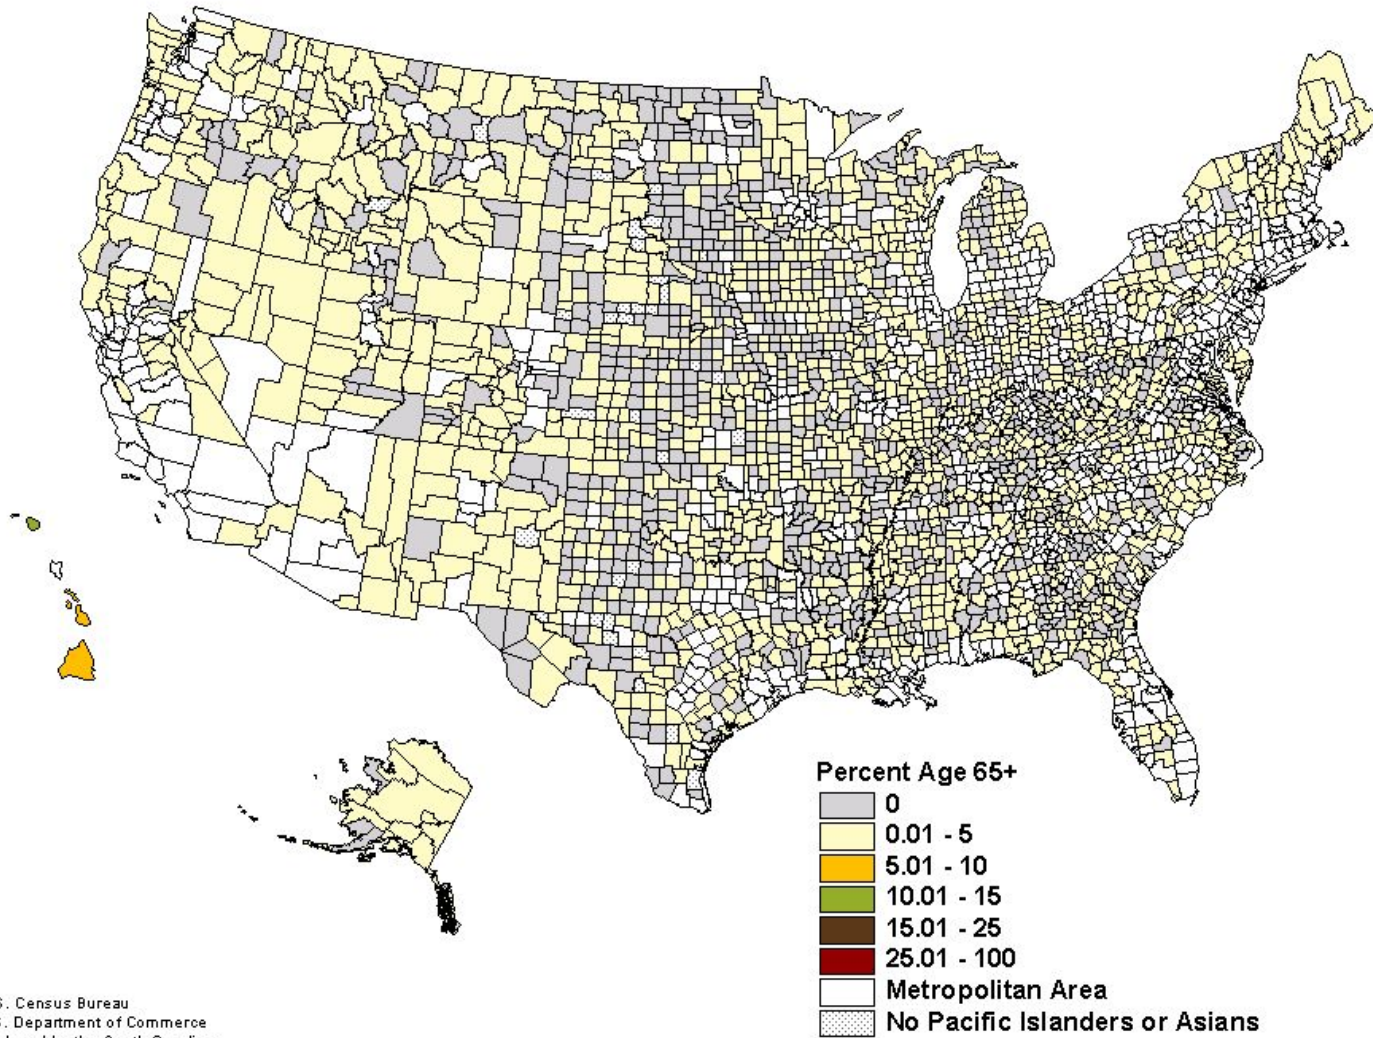 Percent Age 65+
0
0.01 - 5
5.01 - 10
10.01 - 15
15.01 - 25
25.01 - 100
Metropolitan Area
No Pacific Islanders or Asians
S. Census Bureau
S. Department of Commerce